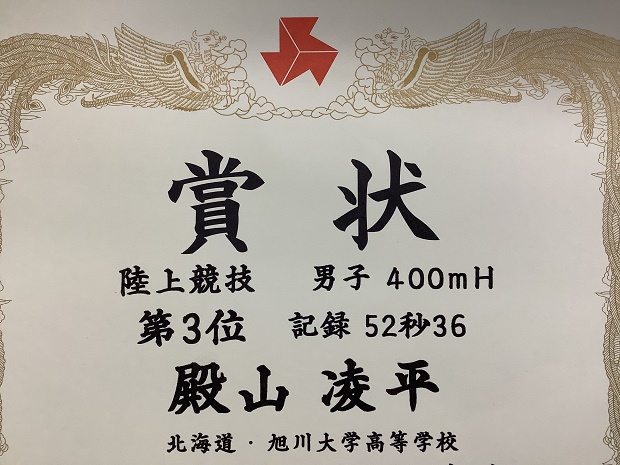 賞状
陸上競技 男子 400mH
第3位 記録 52秒36
殿山 凌平
北海道・旭川大学高等学校